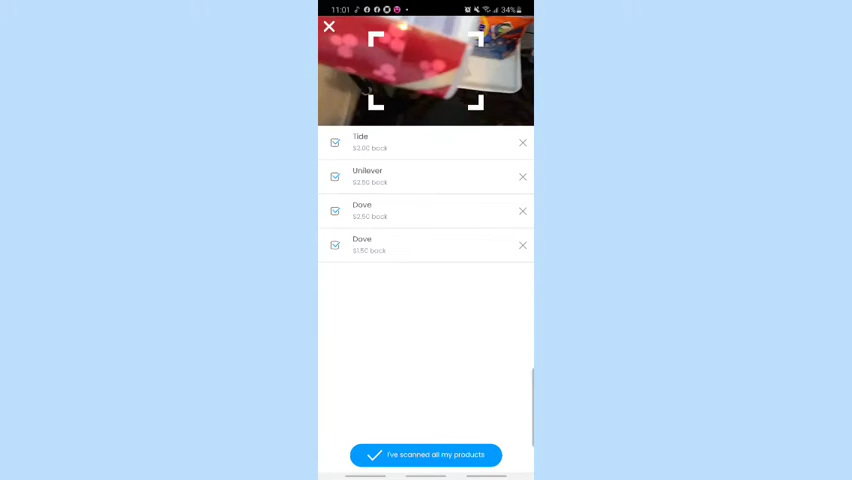 11:01
34%
Tide
$2.00 back
Unilever
$2.50 back
Dove
$2.50 back
Dove
$1.50 back
I've scanned all my products